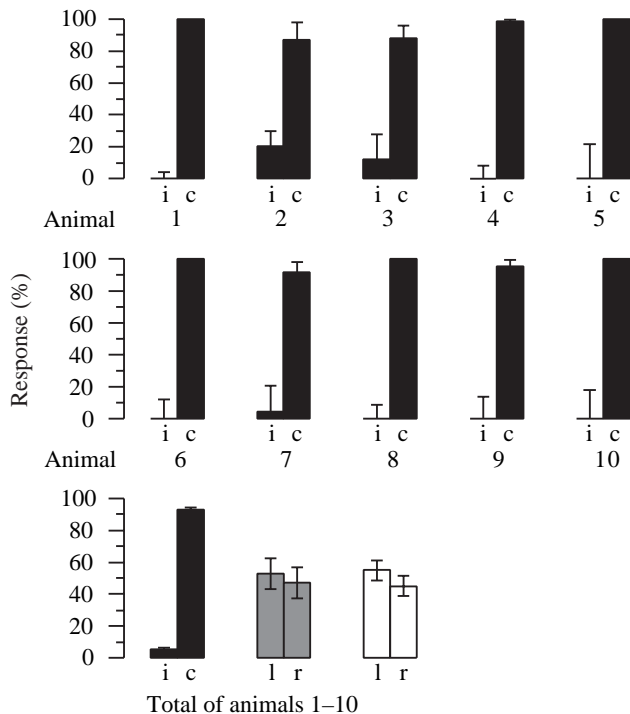 100
80
60
40
20
0
i c i c i c i c i c
Animal 1 2 3 4 5
Response (%)
100
80
60
40
20
0
i c i c i c i c i c
Animal 6 7 8 9 10
100
80
60
40
20
0
i c l r l r
Total of animals 1–10